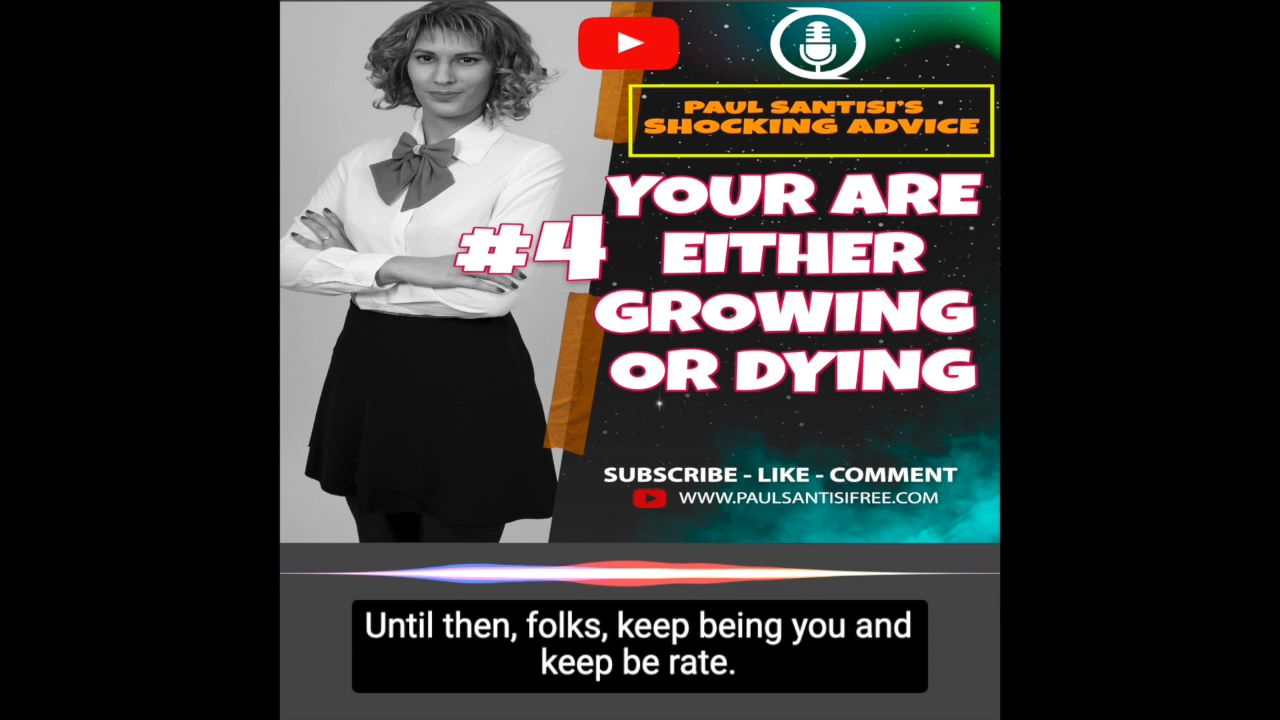 PAUL SANTISI'S
SHOCKING ADVICE
#4
YOUR ARE
EITHER
GROWING
OR DYING
SUBSCRIBE - LIKE - COMMENT
WWW.PAULSANTISIFREE.COM
Until then, folks, keep being you and
keep be rate.